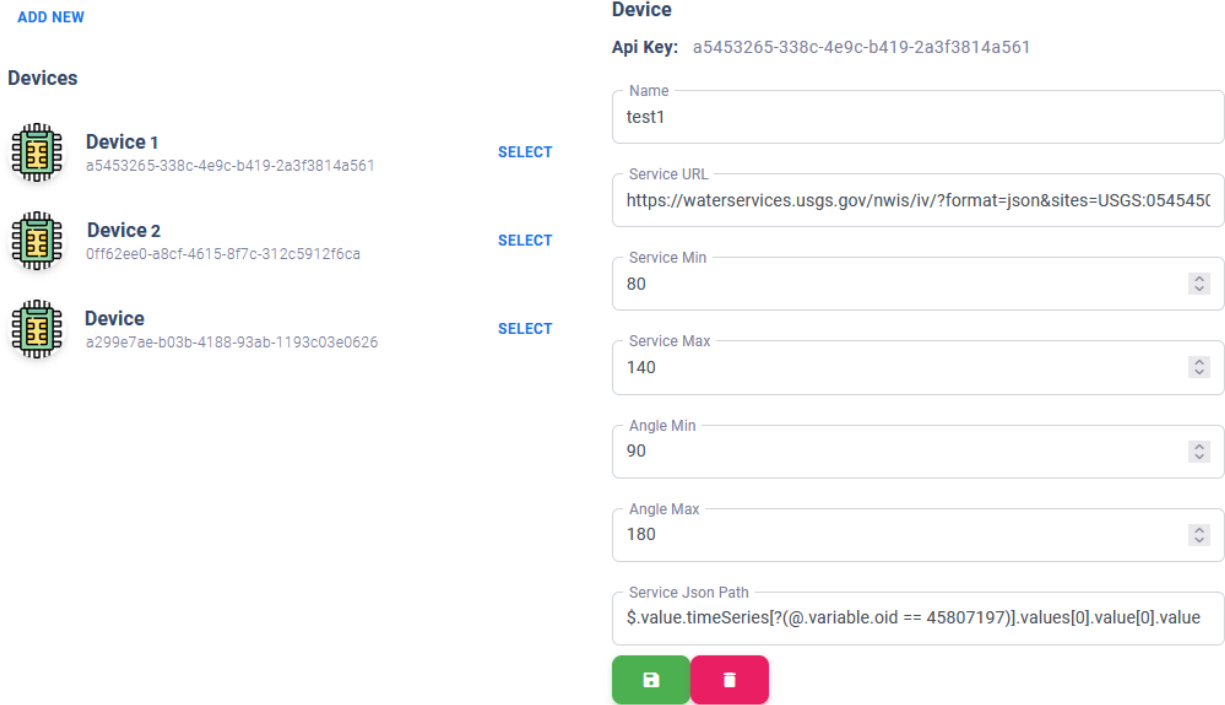 ADD NEW
Devices
Device 1
a5453265-338c-4e9c-b419-2a3f3814a561
SELECT
Device 2
0ff62ee0-a8cf-4615-8f7c-312c5912f6ca
SELECT
Device
a299e7ae-b03b-4188-93ab-1193c03e0626
SELECT
Device
Api Key: a5453265-338c-4e9c-b419-2a3f3814a561
Name
test1
Service URL
https://waterservices.usgs.gov/nwis/iv/?format=json&sites=USGS:0545450
Service Min
80
Service Max
140
Angle Min
90
Angle Max
180
Service Json Path
$.value.timeSeries[?(@.variable.oid == 45807197)].values[0].value[0].value